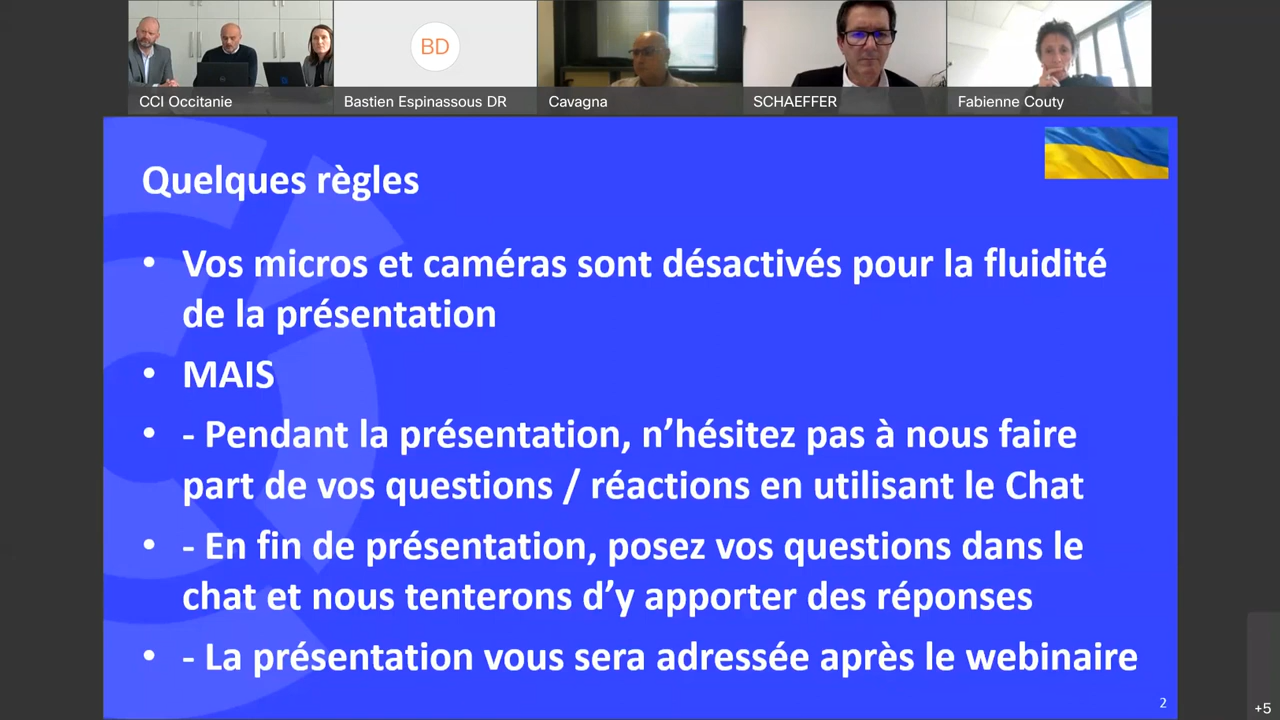 BD
CCI Occitanie
Bastien Espinassous DR
Cavagna
SCHAEFFER
Fabienne Couty
Quelques règles
• Vos micros et caméras sont désactivés pour la fluidité
de la présentation
• MAIS
• - Pendant la présentation, n’hésitez pas à nous faire
part de vos questions / réactions en utilisant le Chat
• - En fin de présentation, posez vos questions dans le
chat et nous tenterons d’y apporter des réponses
• - La présentation vous sera adressée après le webinaire
2
+5